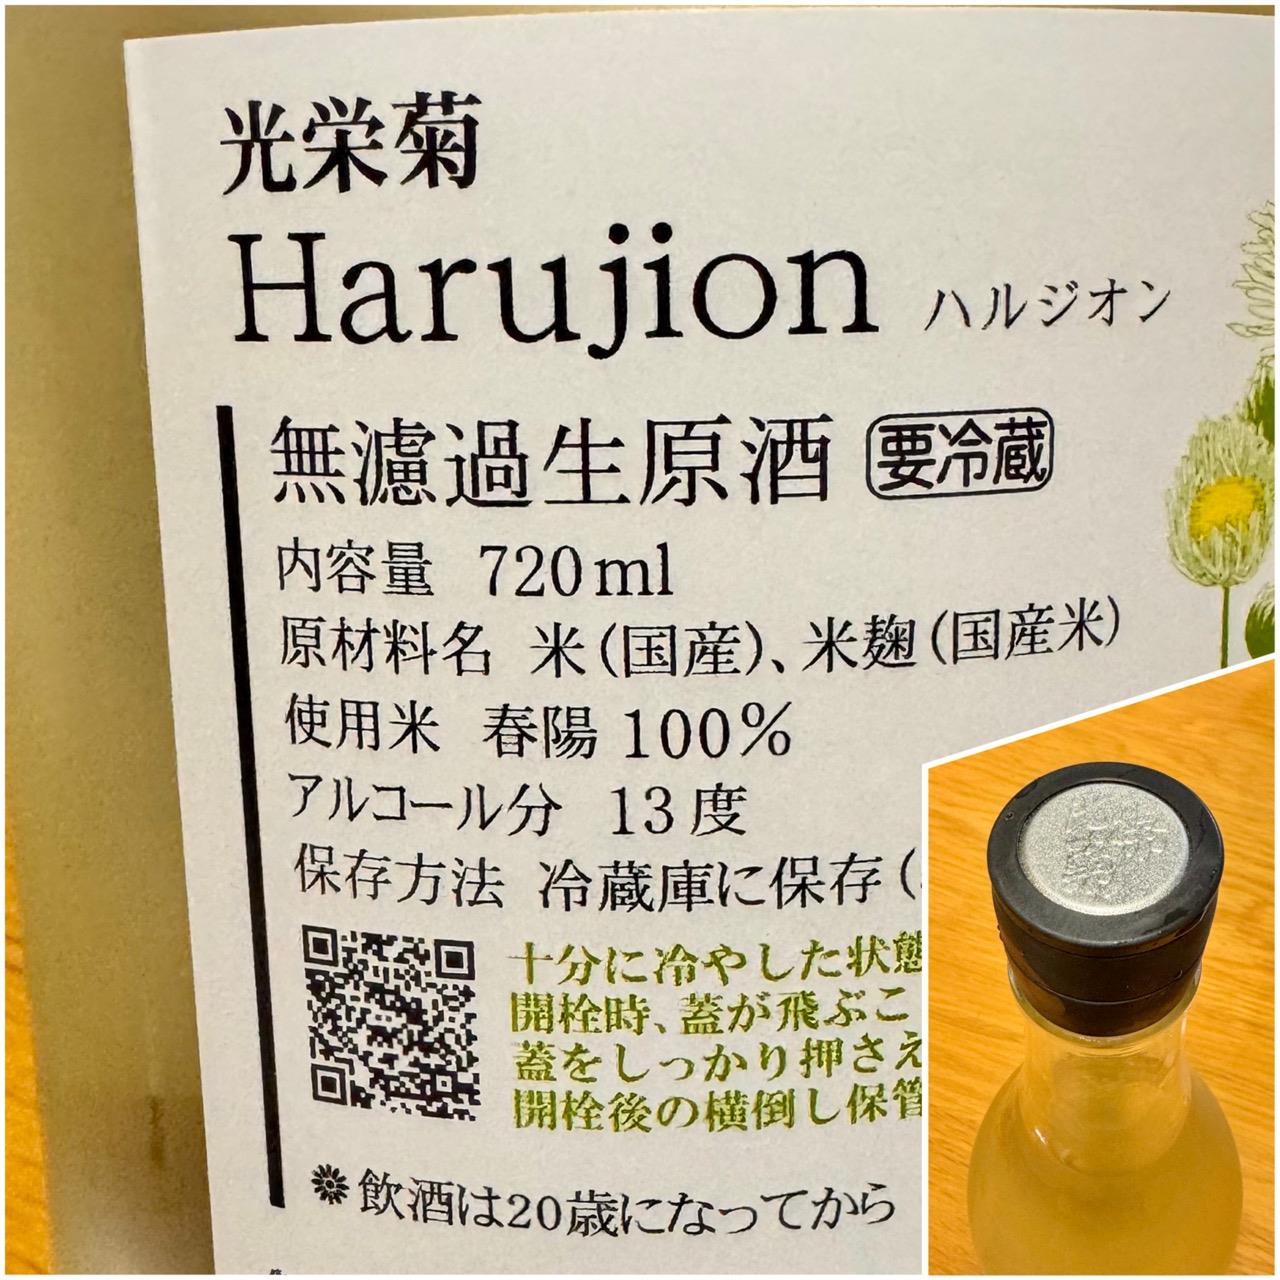 光栄菊
Harujion ハルジオン
無濾過生原酒 要冷蔵
内容量 720ml
原材料名 米(国産)、米麹(国産米)
使用米 春陽100%
アルコール分 13度
保存方法 冷蔵庫に保存(
十分に冷やした状態
開栓時、蓋が飛ぶこ
蓋をしっかり押さえ
開栓後の横倒し保管
飲酒は20歳になってから